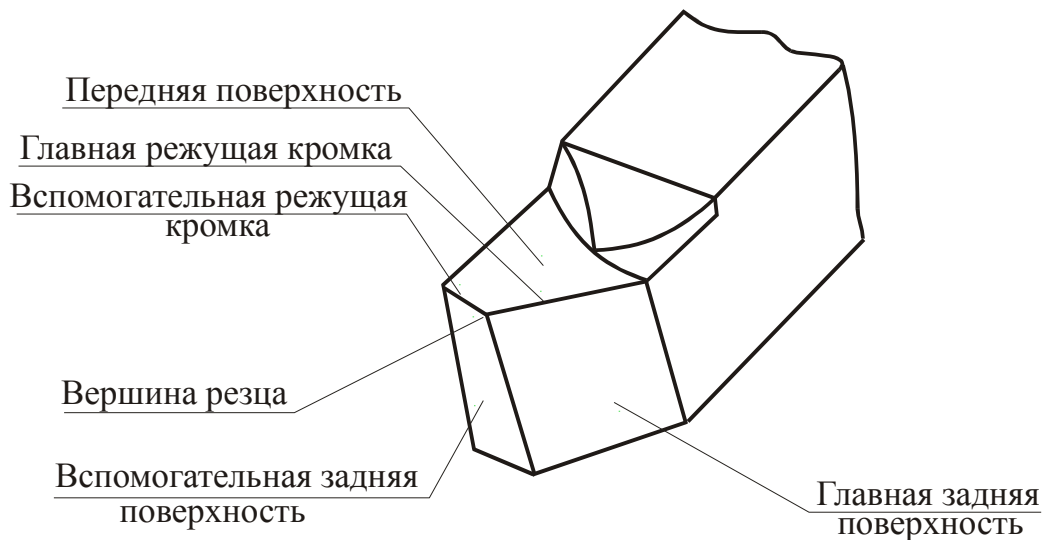 Передняя поверхность
Главная режущая кромка
Вспомогательная режущая
кромка
Вершина резца
Вспомогательная задняя
поверхность
Главная задняя
поверхность